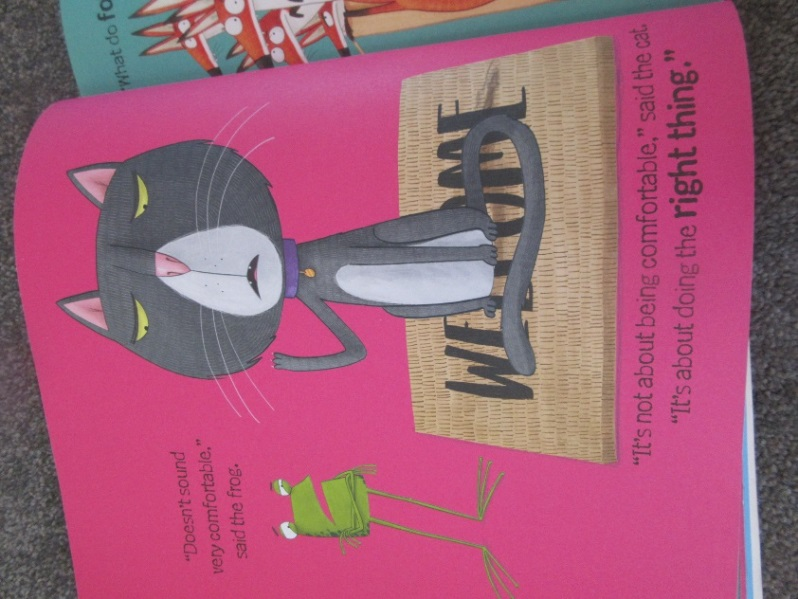 What do fo
"Doesn't sound
very comfortable,"
said the frog.
WELCOME
"It's not about being comfortable," said the cat.
"It's about doing the right thing."